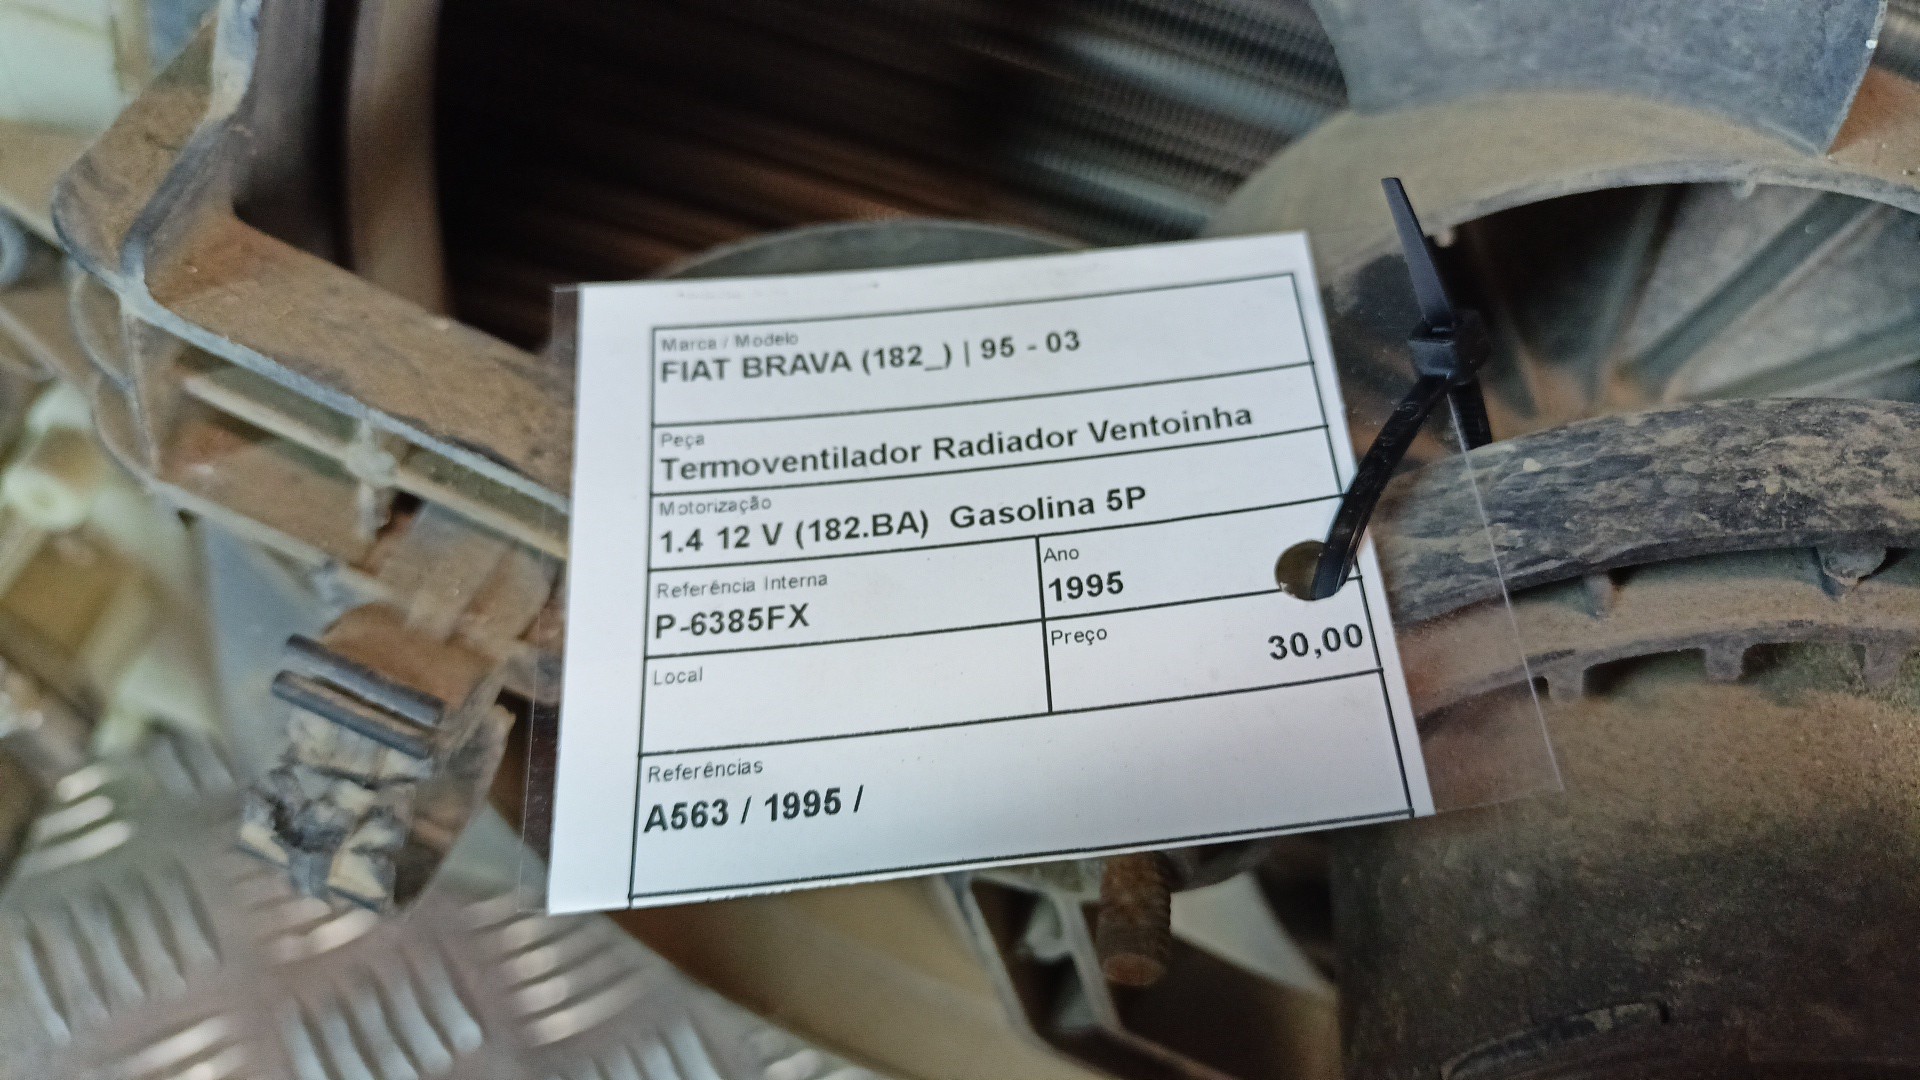 Marca / Modelo
FIAT BRAVA (182_) | 95 - 03
Peça
Termoventilador Radiador Ventoinha
Motorização
1.4 12 V (182.BA) Gasolina 5P
Referência Interna
P-6385FX
Ano
1995
Local
Preço
30,00
Referências
A563 / 1995 /